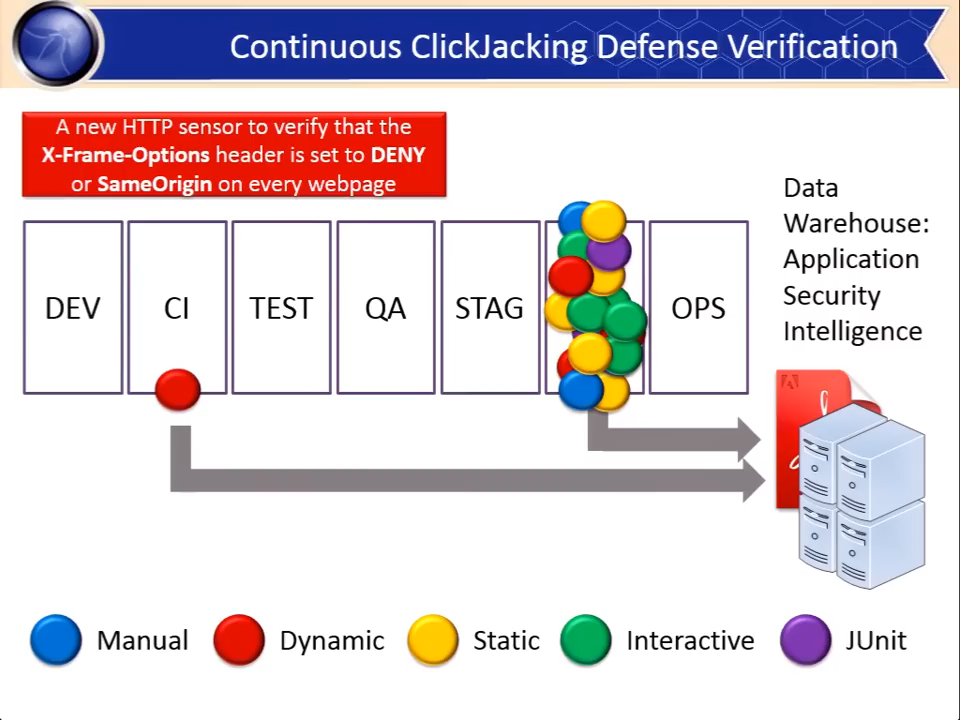 Continuous ClickJacking Defense Verification
A new HTTP sensor to verify that the
X-Frame-Options header is set to DENY
or SameOrigin on every webpage
Data
Warehouse:
Application
Security
Intelligence
DEV
CI
TEST
QA
STAG
OPS
Manual
Dynamic
Static
Interactive
JUnit